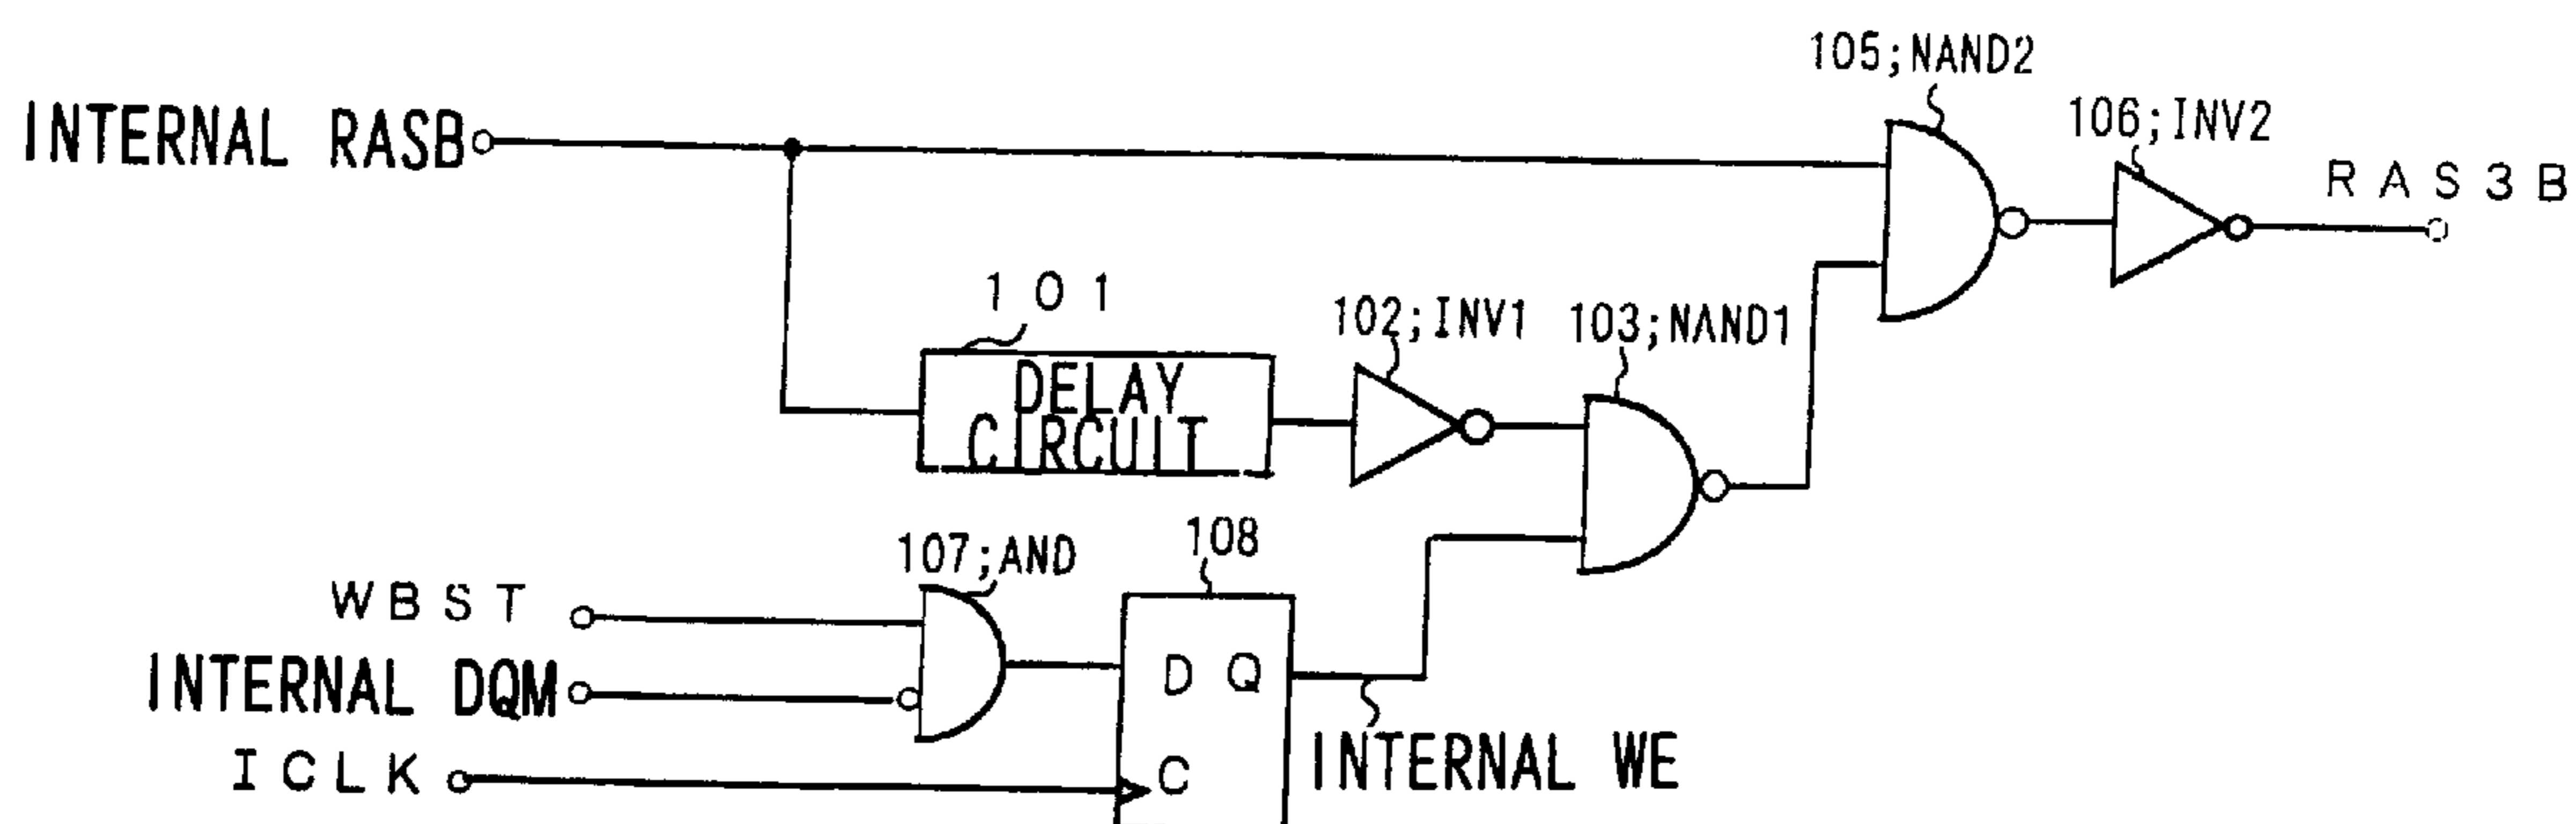 105;NAND2
106;INV2
INTERNAL RASB
RAS3B
101
102;INV1
103;NAND1
DELAY
CIRCUIT
107;AND
108
WBST
D Q
INTERNAL DQM
INTERNAL WE
ICLK
C